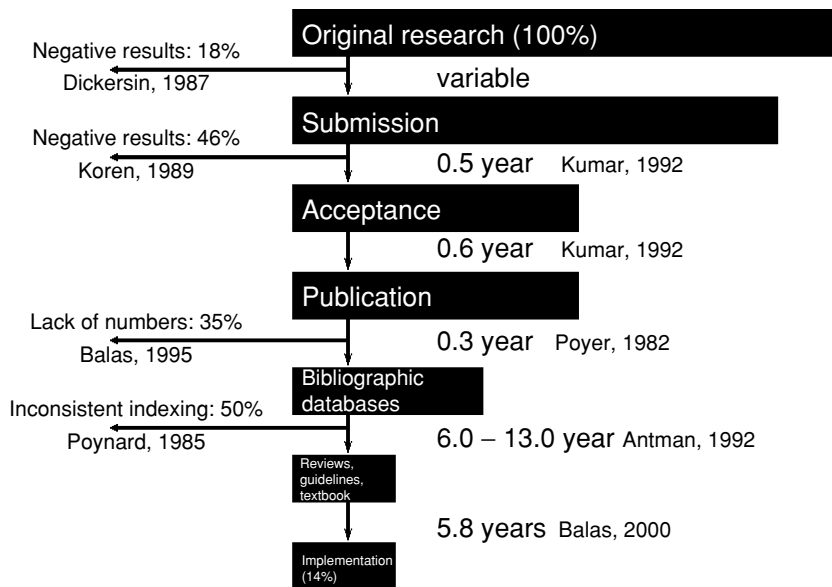 Original research (100%)
Negative results: 18%
Dickersin, 1987
variable
Submission
Negative results: 46%
Koren, 1989
0.5 year Kumar, 1992
Acceptance
0.6 year Kumar, 1992
Publication
Lack of numbers: 35%
Balas, 1995
0.3 year Poyer, 1982
Bibliographic
databases
Inconsistent indexing: 50%
Poynard, 1985
6.0 – 13.0 year Antman, 1992
Reviews,
guidelines,
textbook
5.8 years Balas, 2000
Implementation
(14%)